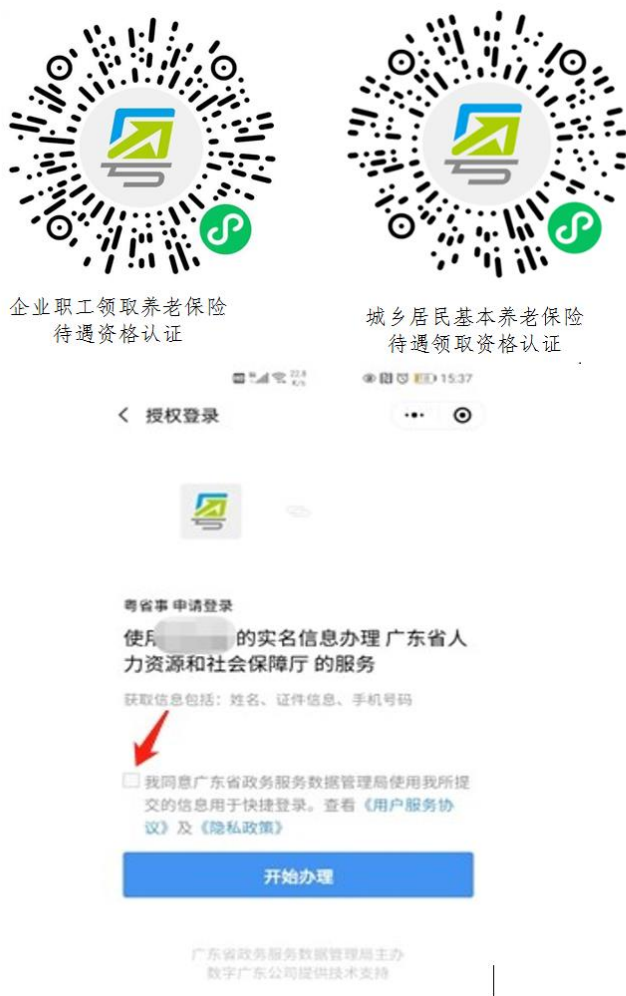 企业职工领取养老保险
待遇资格认证
城乡居民基本养老保险
待遇领取资格认证
22.8
K/s
15:37
授权登录
粤省事 申请登录
使用 的实名信息办理 广东省人
力资源和社会保障厅 的服务
获取信息包括：姓名、证件信息、手机号码
我同意广东省政务服务数据管理局使用我所提
交的信息用于快捷登录。查看《用户服务协
议》及《隐私政策》
开始办理
广东省政务服务数据管理局主办
数字广东公司提供技术支持